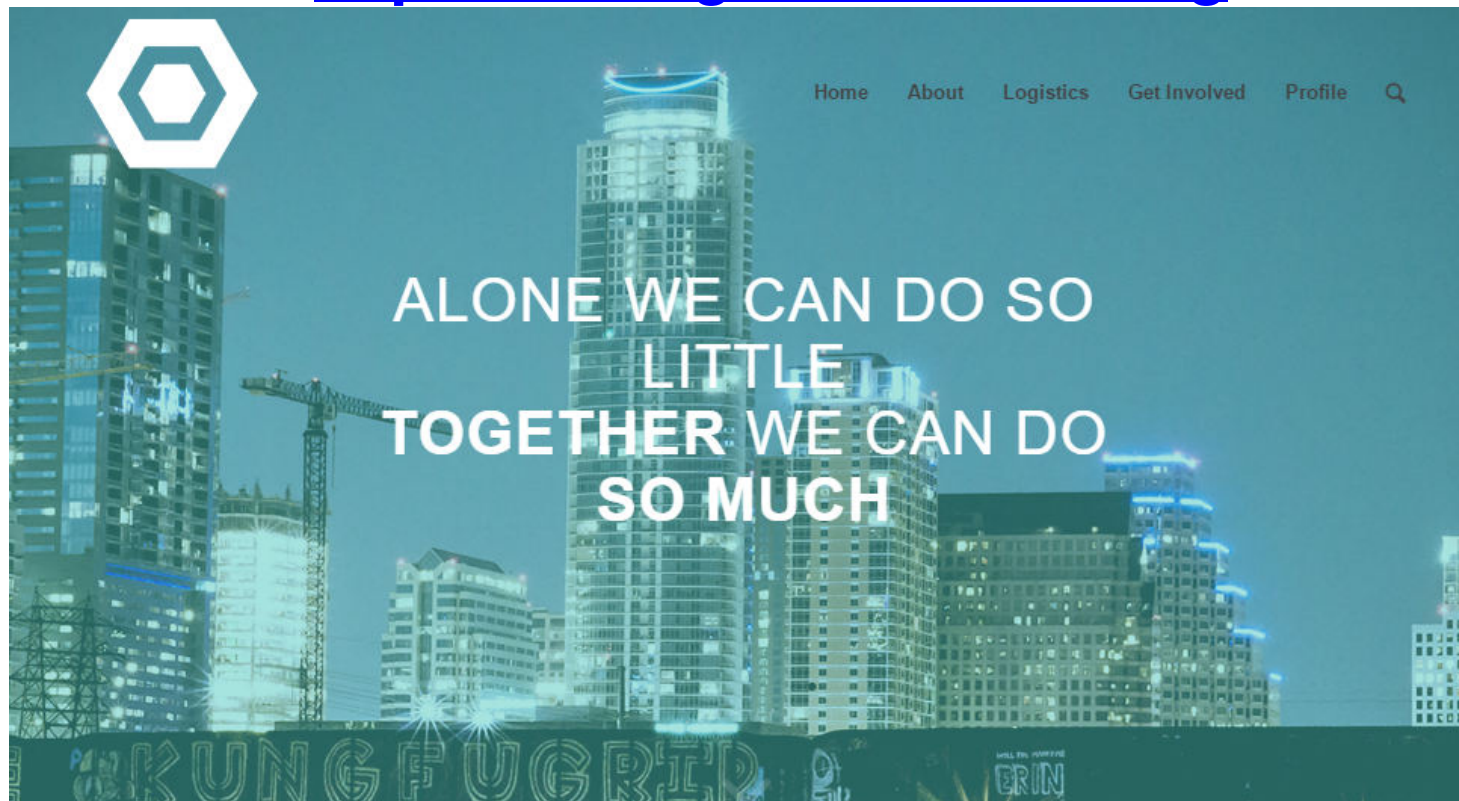 Home About Logistics Get Involved Profile
ALONE WE CAN DO SO
LITTLE
TOGETHER WE CAN DO
SO MUCH
KUNGFUGRIP
ERIN